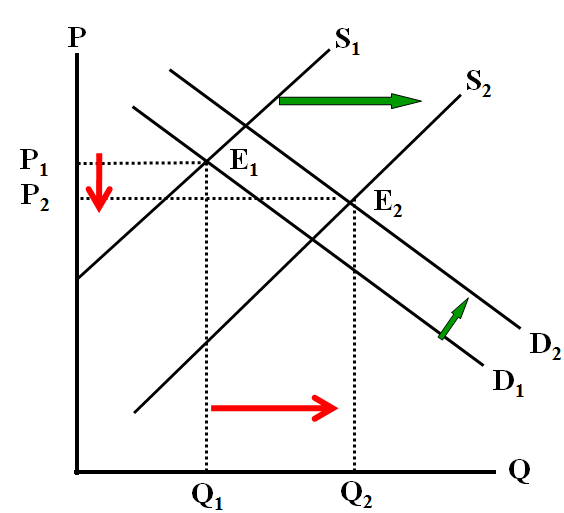 P
S₁
S₂
P₁
E₁
P₂
E₂
D₂
D₁
Q
Q₁
Q₂